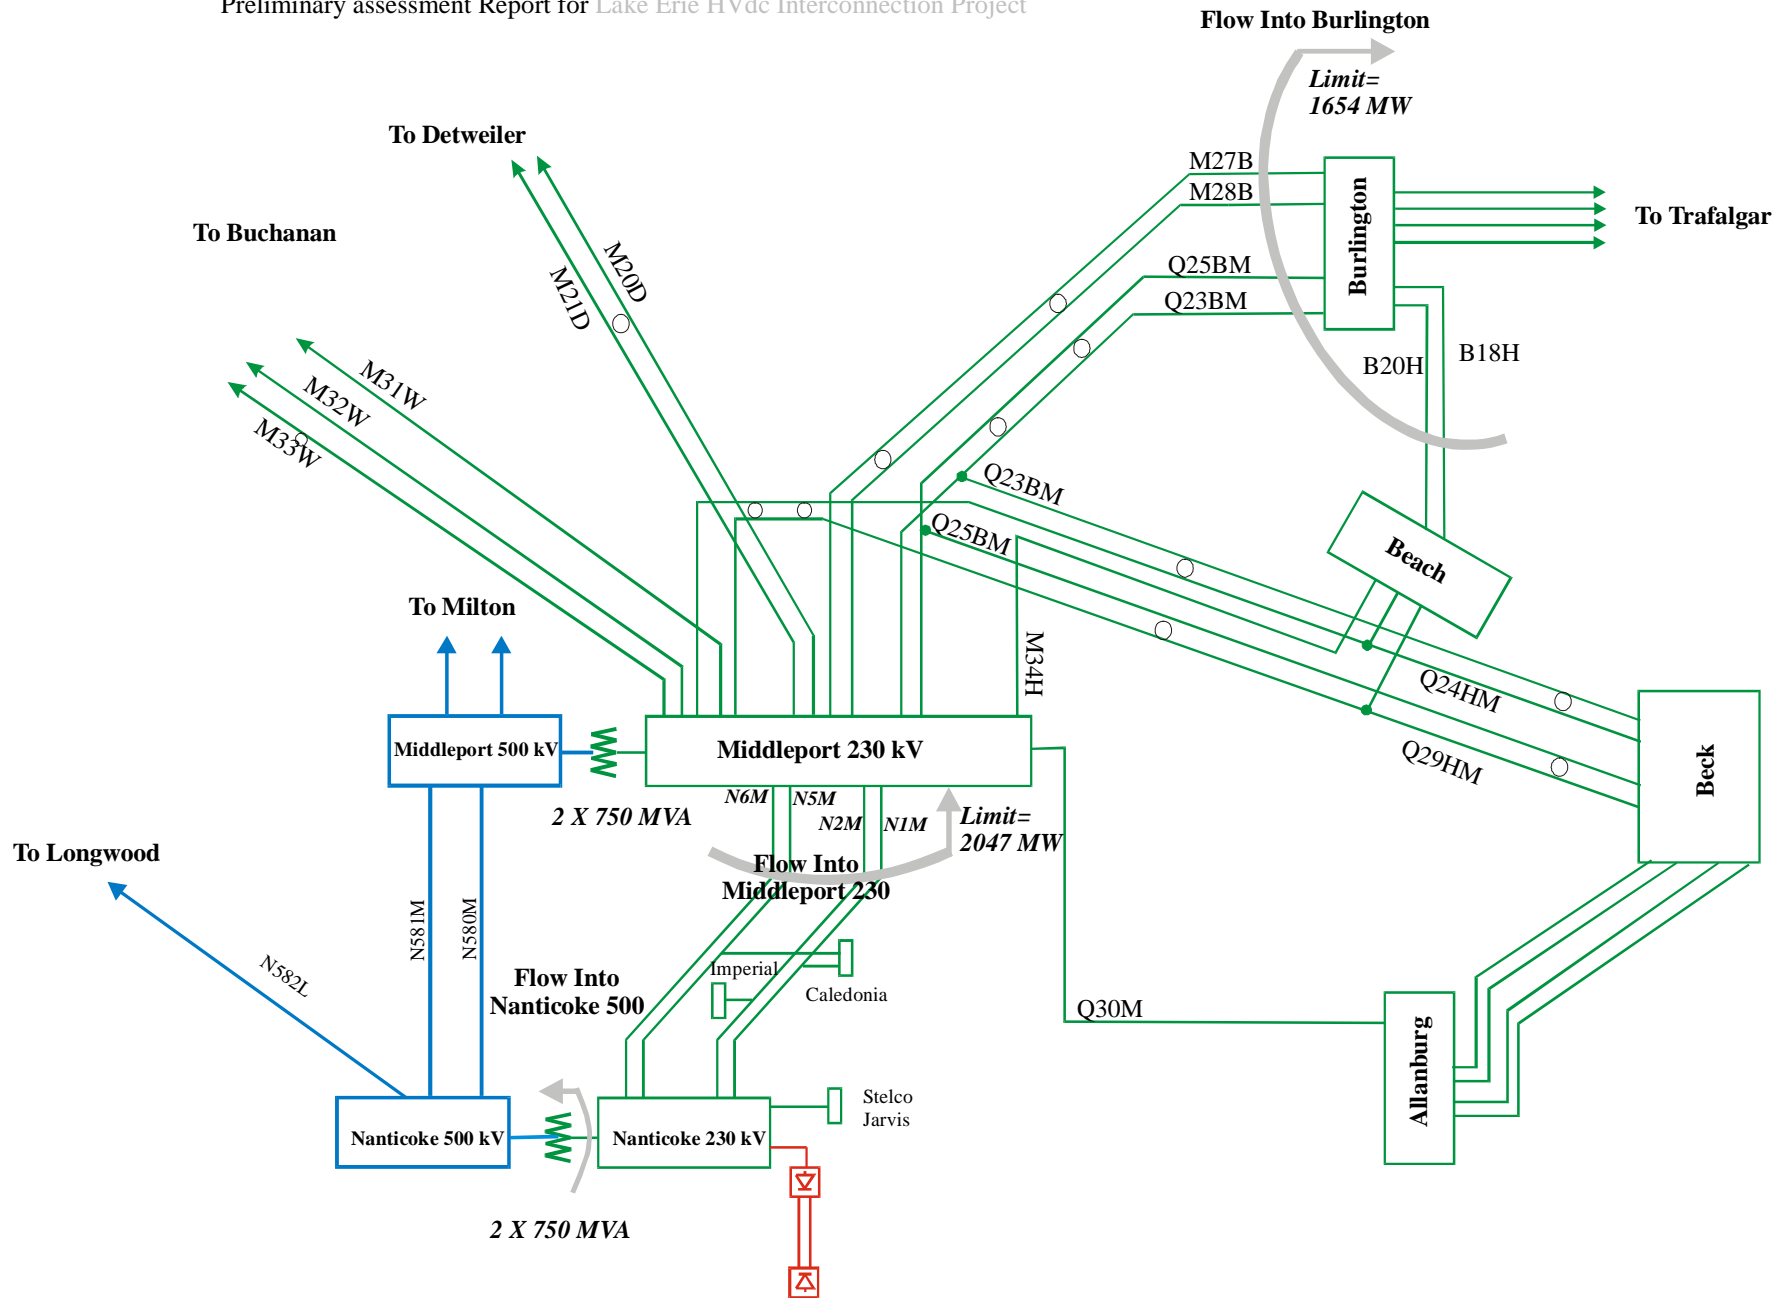 Preliminary assessment Report for Lake Erie HVdc Interconnection Project
Flow Into Burlington
Limit=
1654 MW
To Detweiler
M27B
M28B
Burlington
To Trafalgar
To Buchanan
M20D
M21D
Q25BM
Q23BM
B20H
B18H
M31W
M32W
M33W
Q23BM
Q25BM
Beach
To Milton
M34H
Q24HM
Q29HM
Beck
Middleport 500 kV
Middleport 230 kV
2 X 750 MVA
N6M
N5M
N2M
N1M
Limit=
2047 MW
Flow Into
Middleport 230
To Longwood
N581M
N580M
N582L
Flow Into
Nanticoke 500
Imperial
Caledonia
Q30M
Allanburg
Stelco
Jarvis
Nanticoke 500 kV
Nanticoke 230 kV
2 X 750 MVA